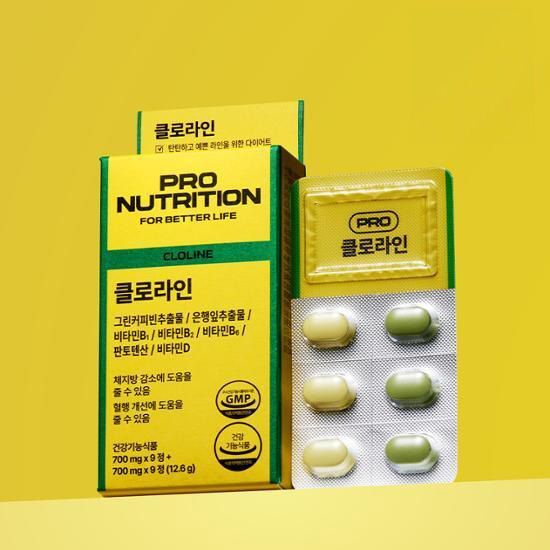 클로라인
탄탄하고 예쁜 라인을 위한 다이어트
PRO
NUTRITION
FOR BETTER LIFE
CLOLINE
클로라인
그린커피빈추출물 / 은행잎추출물 /
비타민B₁ / 비타민B₂ / 비타민B₆ /
판토텐산 / 비타민D
체지방 감소에 도움을
줄 수 있음
혈행 개선에 도움을
줄 수 있음
GMP
건강
기능식품
건강기능식품
700 mg x 9 정 +
700 mg x 9 정 (12.6 g)
PRO
클로라인